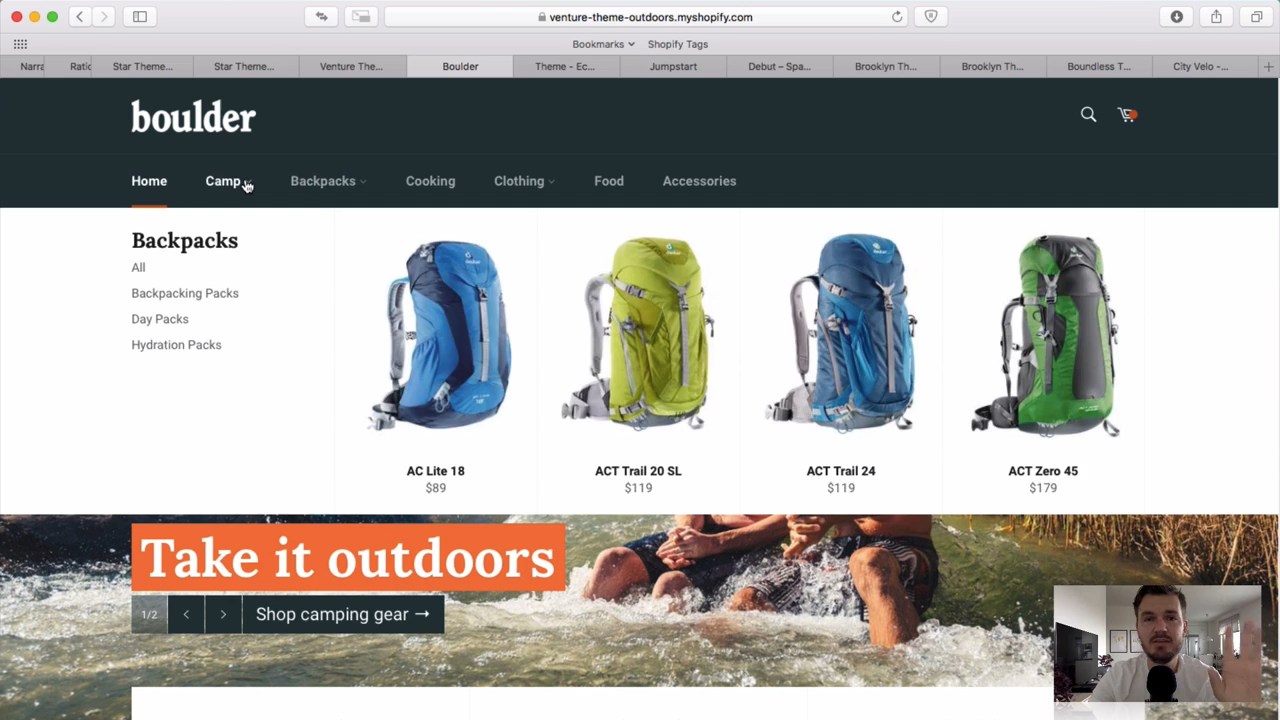 venture-theme-outdoors.myshopify.com
Bookmarks Shopify Tags
Narra Ratic Star Theme... Star Theme... Venture The... Boulder Theme - Ec... Jumpstart Debut – Spa... Brooklyn Th... Brooklyn Th... Boundless T... City Velo -...
boulder
Home Camp Backpacks Cooking Clothing Food Accessories
Backpacks
All
Backpacking Packs
Day Packs
Hydration Packs
AC Lite 18
$89
ACT Trail 20 SL
$119
ACT Trail 24
$119
ACT Zero 45
$179
Take it outdoors
1/2
Shop camping gear →